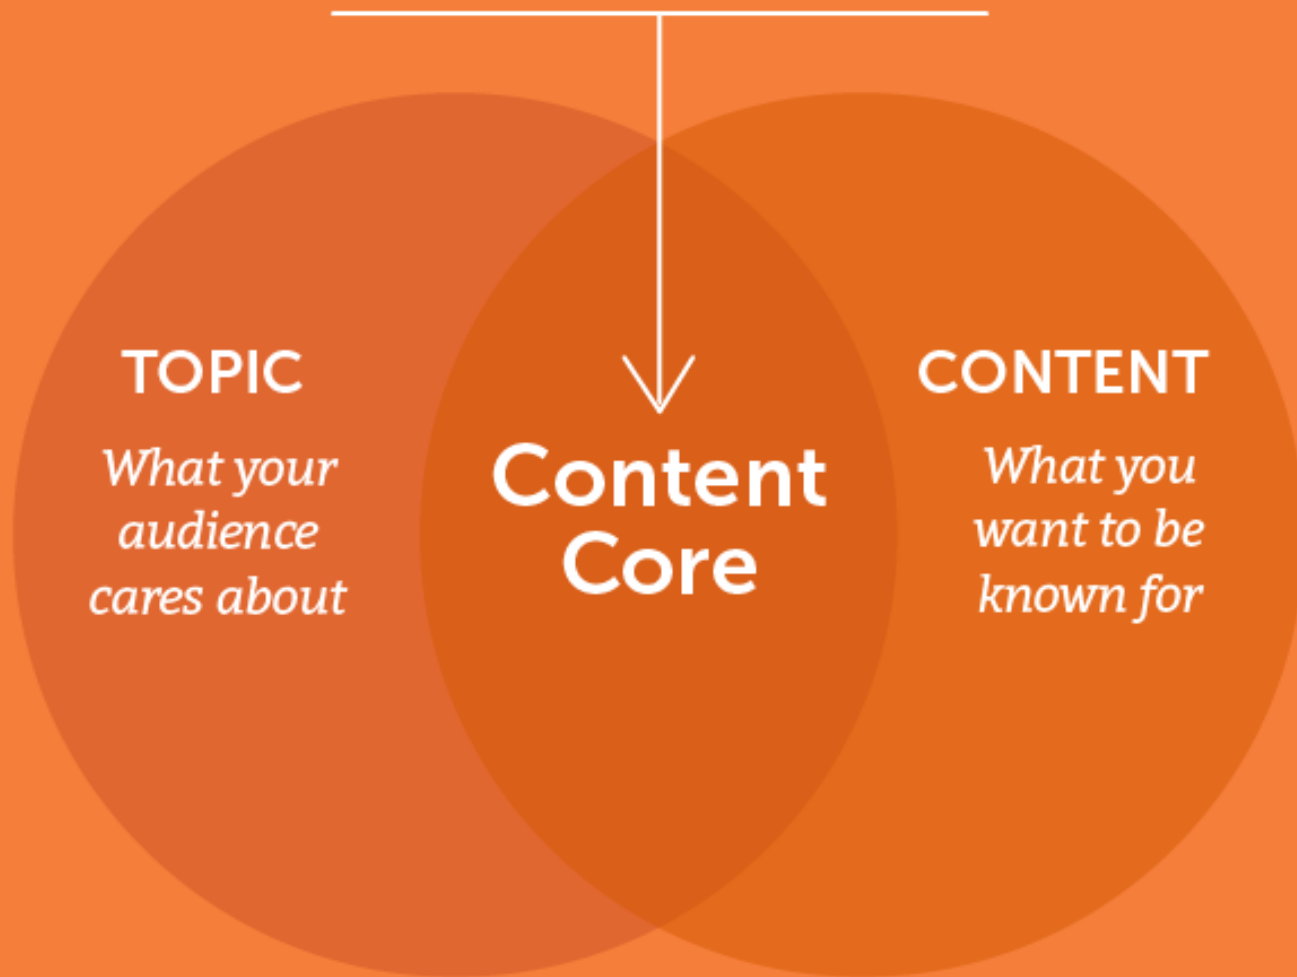 TOPIC
What your
audience
cares about
Content
Core
CONTENT
What you
want to be
known for